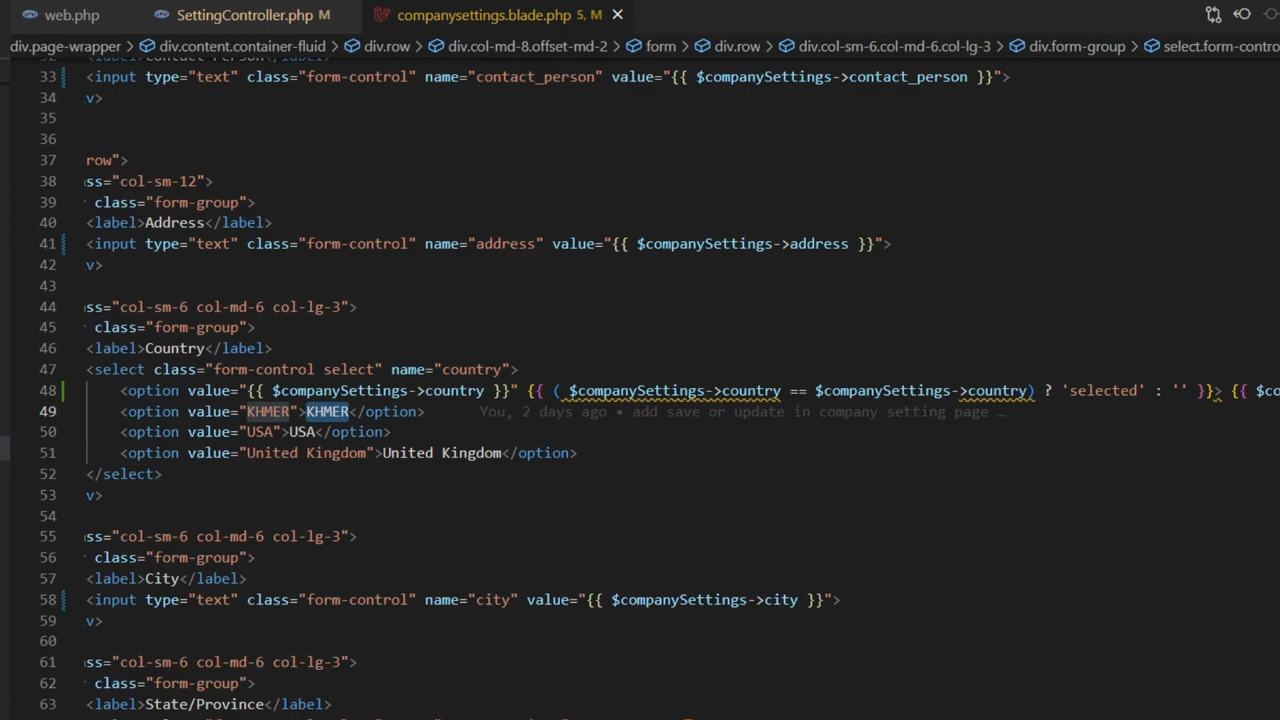 web.php SettingController.php M companysettings.blade.php 5, M
div.page-wrapper > div.content.container-fluid > div.row > div.col-md-8.offset-md-2 > form > div.row > div.col-sm-6.col-md-6.col-lg-3 > div.form-group > select.form-contro
32 <label>Contact Person</label>
33 <input type="text" class="form-control" name="contact_person" value="{{ $companySettings->contact_person }}">
34 v>
35
36
37 row">
38 ass="col-sm-12">
39 class="form-group">
40 <label>Address</label>
41 <input type="text" class="form-control" name="address" value="{{ $companySettings->address }}">
42 v>
43
44 ass="col-sm-6 col-md-6 col-lg-3">
45 class="form-group">
46 <label>Country</label>
47 <select class="form-control select" name="country">
48 <option value="{{ $companySettings->country }}" {{ ( $companySettings->country == $companySettings->country) ? 'selected' : '' }}> {{ $co
49 <option value="KHMER">KHMER</option> You, 2 days ago • add save or update in company setting page …
50 <option value="USA">USA</option>
51 <option value="United Kingdom">United Kingdom</option>
52 </select>
53 v>
54
55 ass="col-sm-6 col-md-6 col-lg-3">
56 class="form-group">
57 <label>City</label>
58 <input type="text" class="form-control" name="city" value="{{ $companySettings->city }}">
59 v>
60
61 ass="col-sm-6 col-md-6 col-lg-3">
62 class="form-group">
63 <label>State/Province</label>